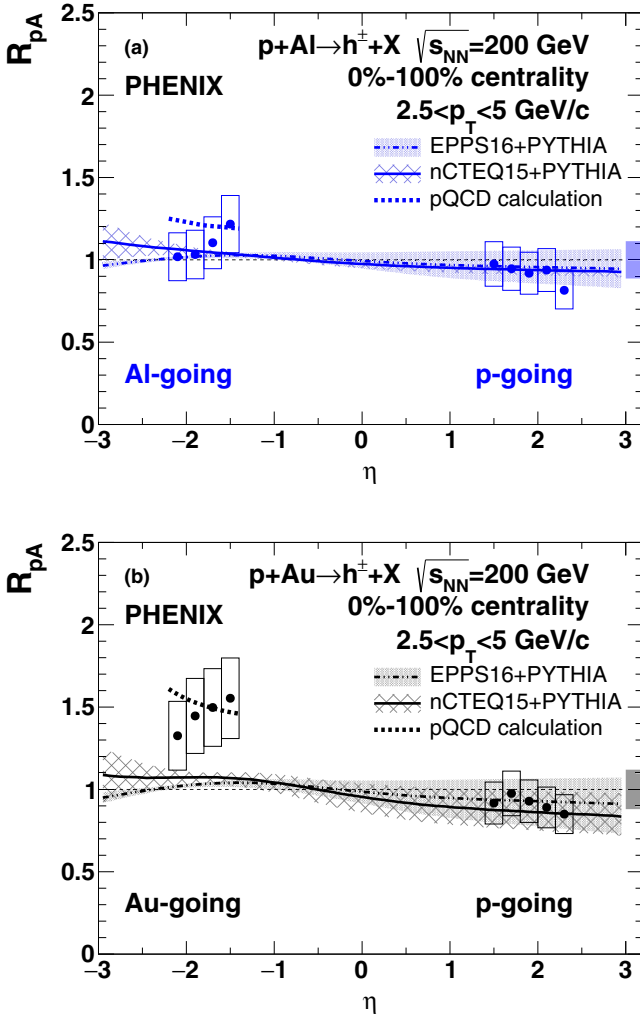 R_pA
2.5
2
1.5
1
0.5
0
(a)
p+Al→h±+X √s_NN=200 GeV
PHENIX
0%-100% centrality
2.5<p_T<5 GeV/c
EPPS16+PYTHIA
nCTEQ15+PYTHIA
pQCD calculation
Al-going
p-going
−3 −2 −1 0 1 2 3
η
R_pA
2.5
2
1.5
1
0.5
0
(b)
p+Au→h±+X √s_NN=200 GeV
PHENIX
0%-100% centrality
2.5<p_T<5 GeV/c
EPPS16+PYTHIA
nCTEQ15+PYTHIA
pQCD calculation
Au-going
p-going
−3 −2 −1 0 1 2 3
η